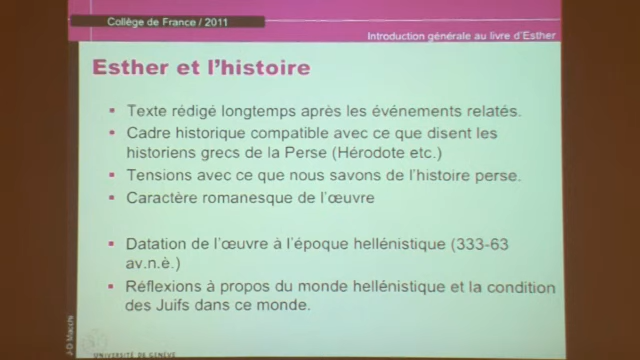 Collège de France / 2011
Introduction générale au livre d'Esther
Esther et l'histoire
Texte rédigé longtemps après les événements relatés.
Cadre historique compatible avec ce que disent les
historiens grecs de la Perse (Hérodote etc.)
Tensions avec ce que nous savons de l'histoire perse.
Caractère romanesque de l'œuvre
Datation de l'œuvre à l'époque hellénistique (333-63
av.n.è.)
Réflexions à propos du monde hellénistique et la condition
des Juifs dans ce monde.
J-D Macchi
UNIVERSITÉ DE GENÈVE